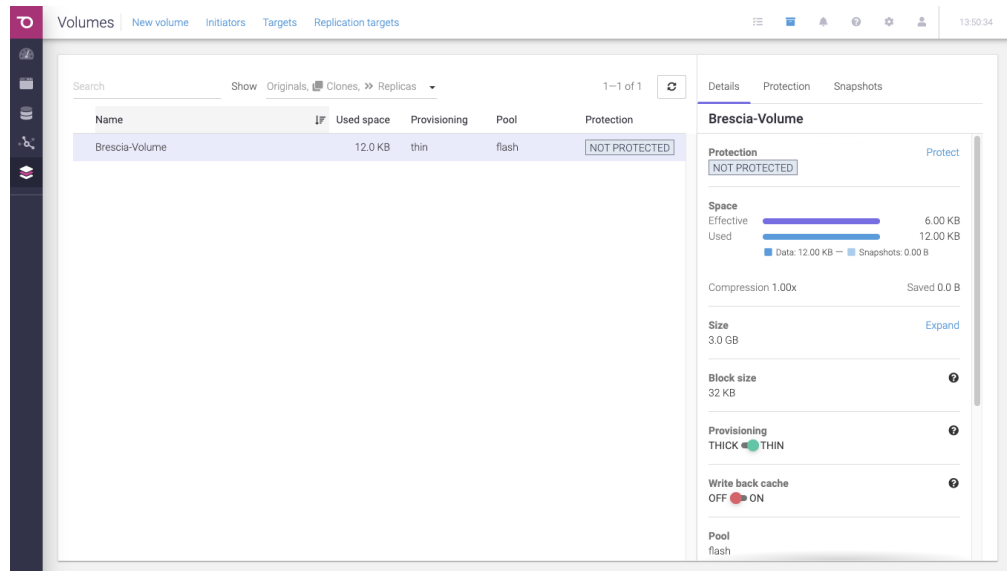 Volumes New volume Initiators Targets Replication targets 13:50:34
Search Show Originals, Clones, Replicas 1—1 of 1
Name Used space Provisioning Pool Protection
Brescia-Volume 12.0 KB thin flash NOT PROTECTED
Details Protection Snapshots
Brescia-Volume
Protection Protect
NOT PROTECTED
Space
Effective 6.00 KB
Used 12.00 KB
Data: 12.00 KB — Snapshots: 0.00 B
Compression 1.00x Saved 0.0 B
Size Expand
3.0 GB
Block size
32 KB
Provisioning
THICK THIN
Write back cache
OFF ON
Pool
flash